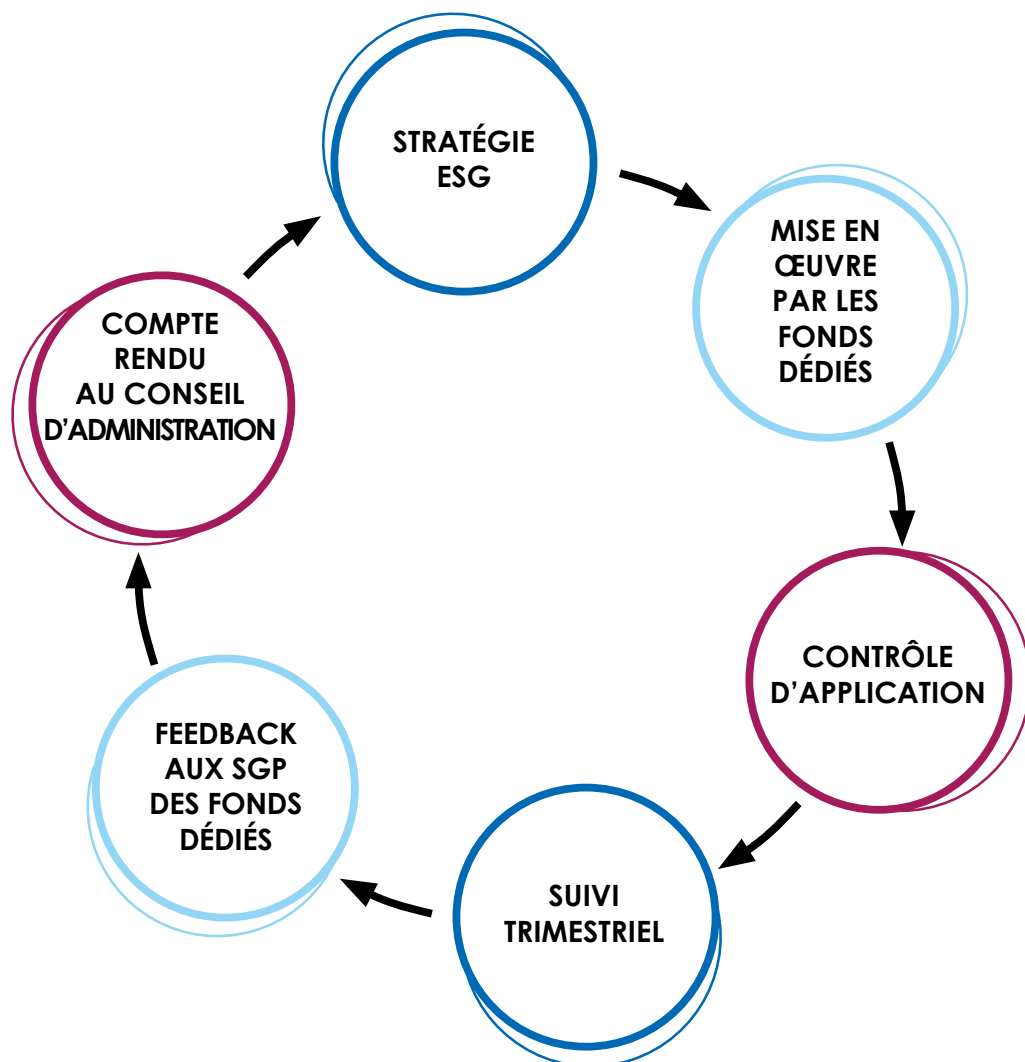 STRATÉGIE
ESG
MISE EN
ŒUVRE
PAR LES
FONDS
DÉDIÉS
CONTRÔLE
D’APPLICATION
SUIVI
TRIMESTRIEL
FEEDBACK
AUX SGP
DES FONDS
DÉDIÉS
COMPTE
RENDU
AU CONSEIL
D’ADMINISTRATION